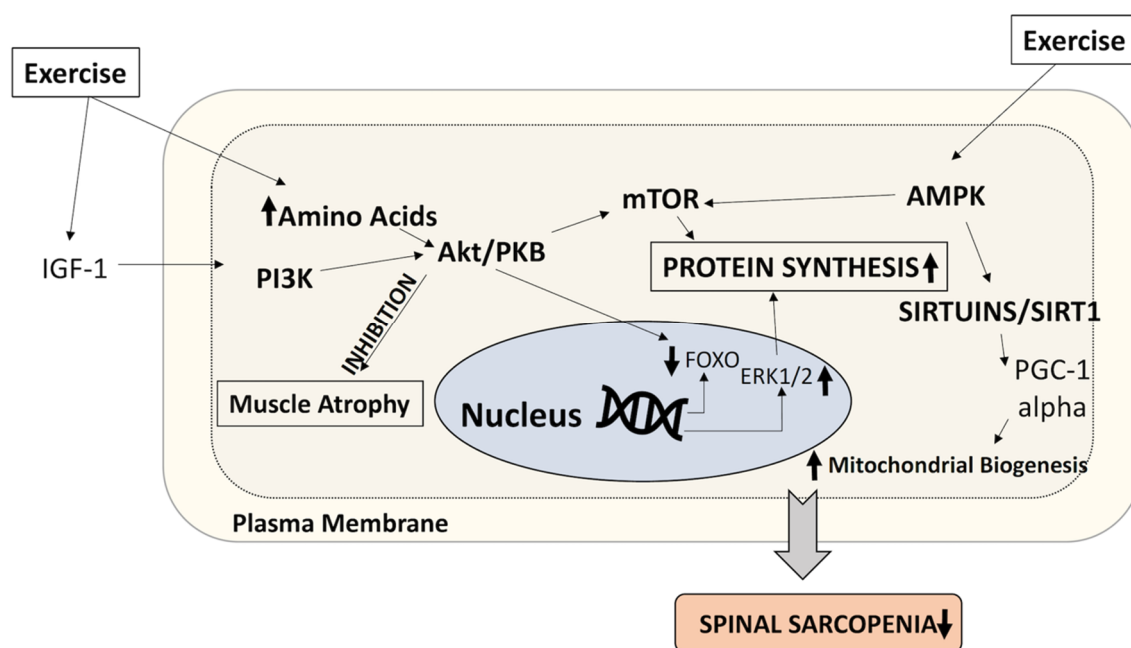 Exercise
Exercise
Amino Acids
mTOR
AMPK
IGF-1
PI3K
Akt/PKB
PROTEIN SYNTHESIS
INHIBITION
SIRTUINS/SIRT1
FOXO
ERK1/2
PGC-1
alpha
Muscle Atrophy
Nucleus
Mitochondrial Biogenesis
Plasma Membrane
SPINAL SARCOPENIA